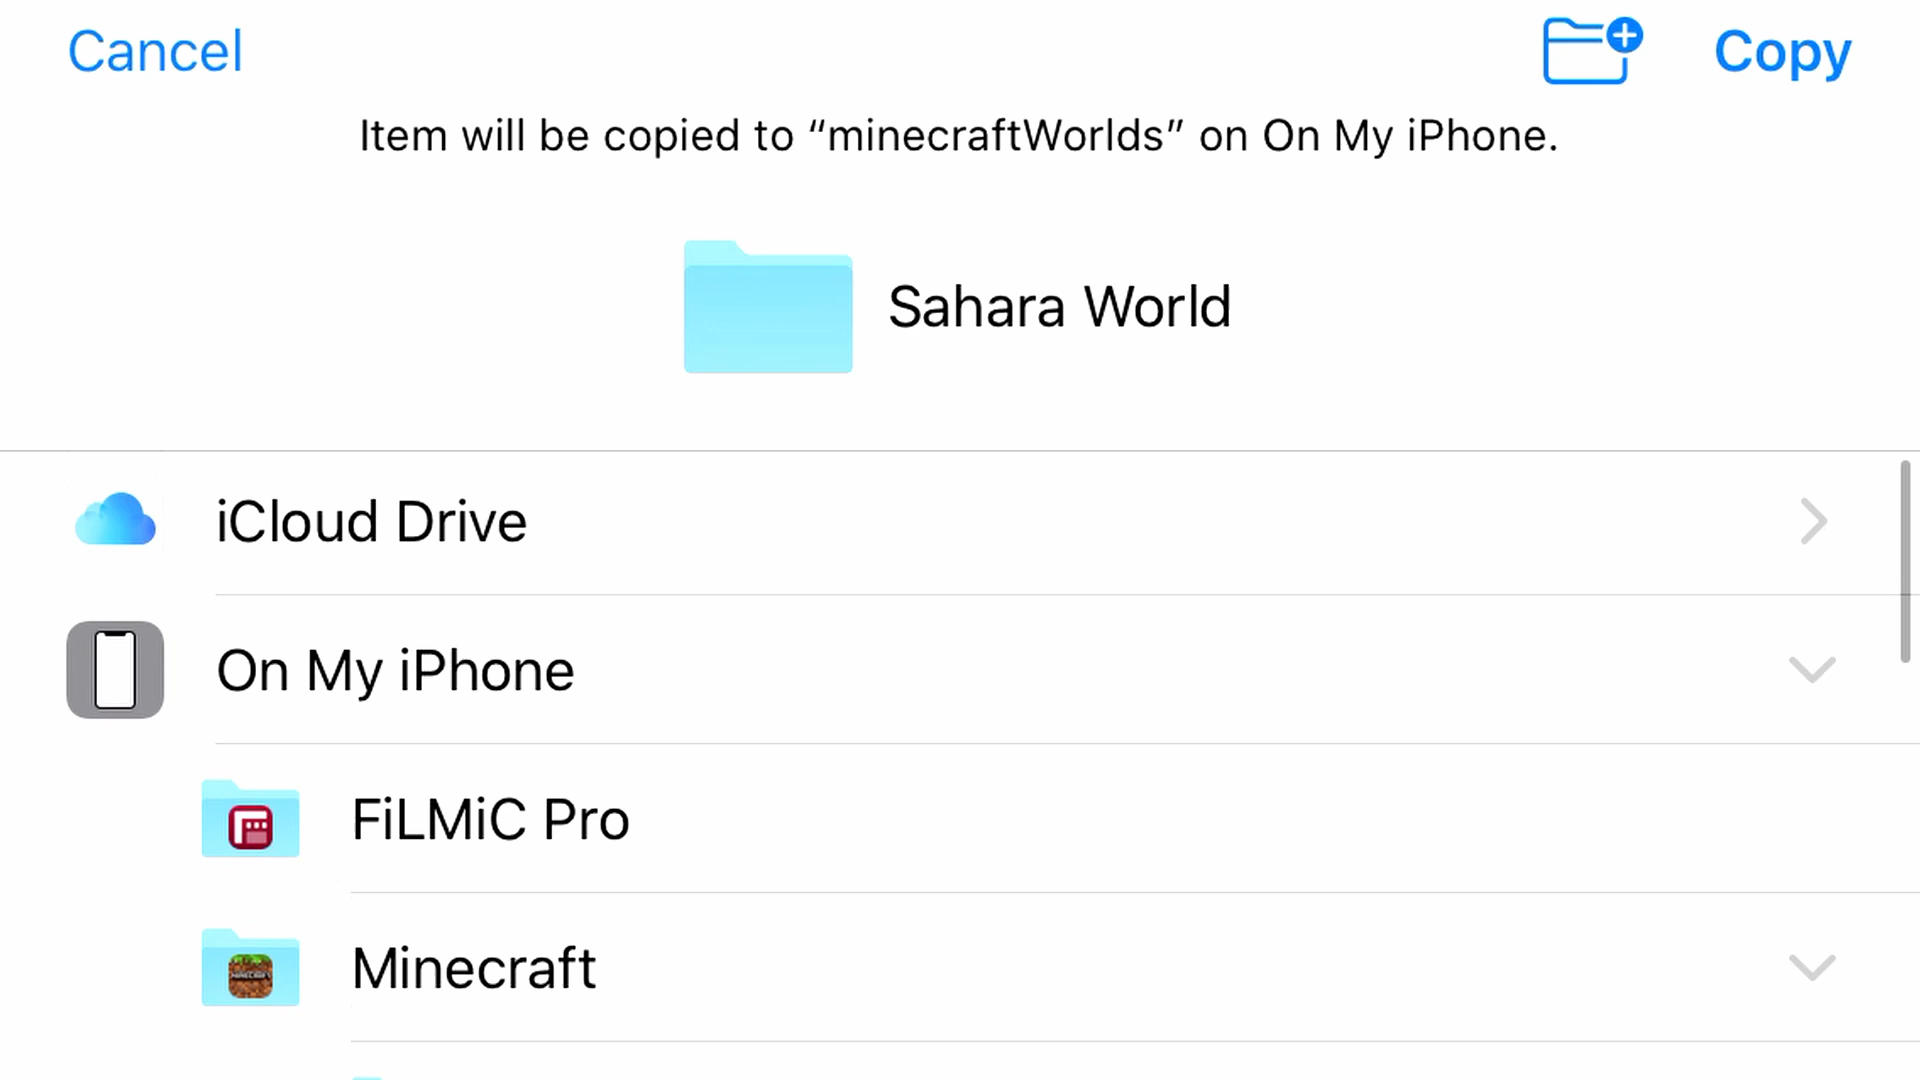 Cancel
Copy
Item will be copied to “minecraftWorlds” on On My iPhone.
Sahara World
iCloud Drive
On My iPhone
FiLMiC Pro
MINECRAFT
Minecraft